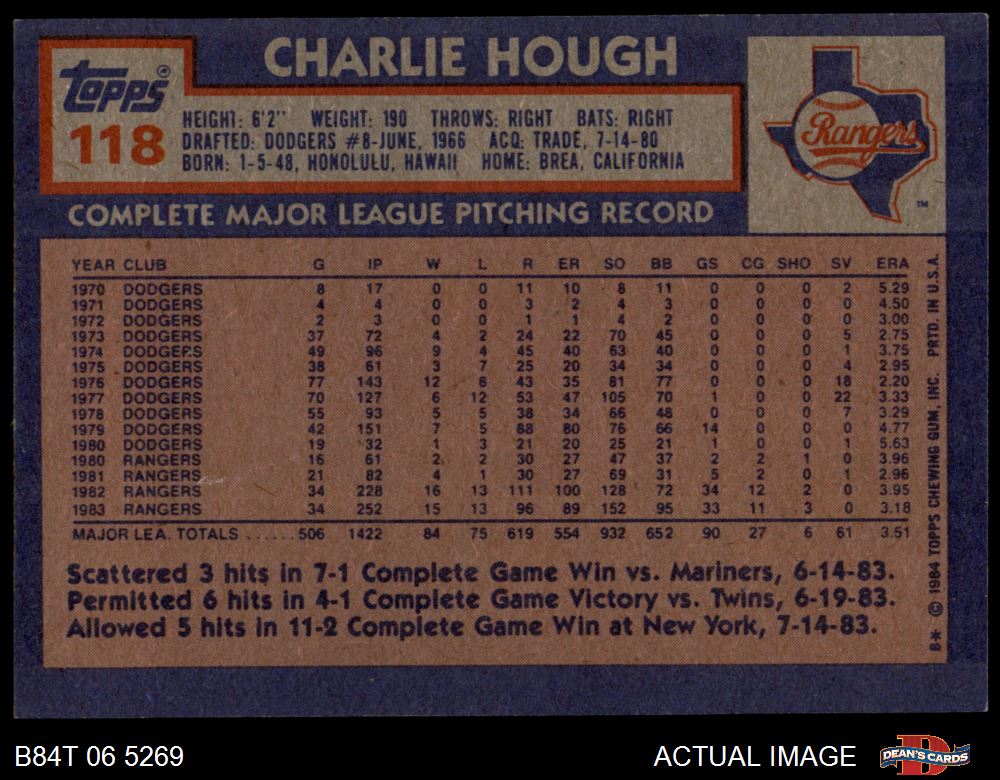 CHARLIE HOUGH
Topps®
118
HEIGHT: 6'2" WEIGHT: 190 THROWS: RIGHT BATS: RIGHT
DRAFTED: DODGERS #8-JUNE, 1966 ACQ: TRADE, 7-14-80
BORN: 1-5-48, HONOLULU, HAWAII HOME: BREA, CALIFORNIA
Rangers
TM
COMPLETE MAJOR LEAGUE PITCHING RECORD
YEAR CLUB G IP W L R ER SO BB GS CG SHO SV ERA
1970 DODGERS 8 17 0 0 11 10 8 11 0 0 0 2 5.29
1971 DODGERS 4 4 0 0 3 2 4 3 0 0 0 0 4.50
1972 DODGERS 2 3 0 0 1 1 4 2 0 0 0 0 3.00
1973 DODGERS 37 72 4 2 24 22 70 45 0 0 0 5 2.75
1974 DODGERS 49 96 9 4 45 40 63 40 0 0 0 1 3.75
1975 DODGERS 38 61 3 7 25 20 34 34 0 0 0 4 2.95
1976 DODGERS 77 143 12 8 43 35 81 77 0 0 0 18 2.20
1977 DODGERS 70 127 6 12 53 47 105 70 1 0 0 22 3.33
1978 DODGERS 55 93 5 5 38 34 66 48 0 0 0 7 3.29
1979 DODGERS 42 151 7 5 88 80 76 66 14 0 0 0 4.77
1980 DODGERS 19 32 1 3 21 20 25 21 1 0 0 1 5.63
1980 RANGERS 16 61 2 2 30 27 47 37 2 2 1 0 3.96
1981 RANGERS 21 82 4 1 30 27 69 31 5 2 0 1 2.96
1982 RANGERS 34 228 16 13 111 100 128 72 34 12 2 0 3.95
1983 RANGERS 34 252 15 13 96 89 152 95 33 11 3 0 3.18
MAJOR LEA. TOTALS ...... 506 1422 84 75 619 554 932 652 90 27 6 61 3.51
Scattered 3 hits in 7-1 Complete Game Win vs. Mariners, 6-14-83.
Permitted 6 hits in 4-1 Complete Game Victory vs. Twins, 6-19-83.
Allowed 5 hits in 11-2 Complete Game Win at New York, 7-14-83.
B* © 1984 TOPPS CHEWING GUM, INC. PRTD. IN U.S.A.
B84T 06 5269
ACTUAL IMAGE
DEAN'S CARDS